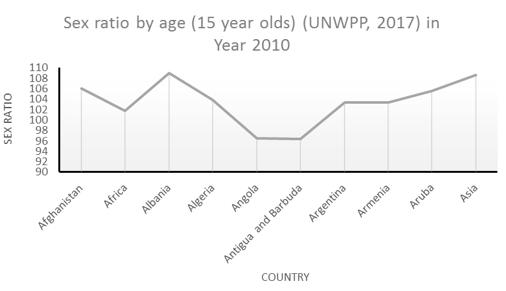 Sex ratio by age (15 year olds) (UNWPP, 2017) in
Year 2010
110
108
106
104
102
100
98
96
94
92
90
SEX RATIO
Afghanistan
Africa
Albania
Algeria
Angola
Antigua and Barbuda
Argentina
Armenia
Aruba
Asia
COUNTRY